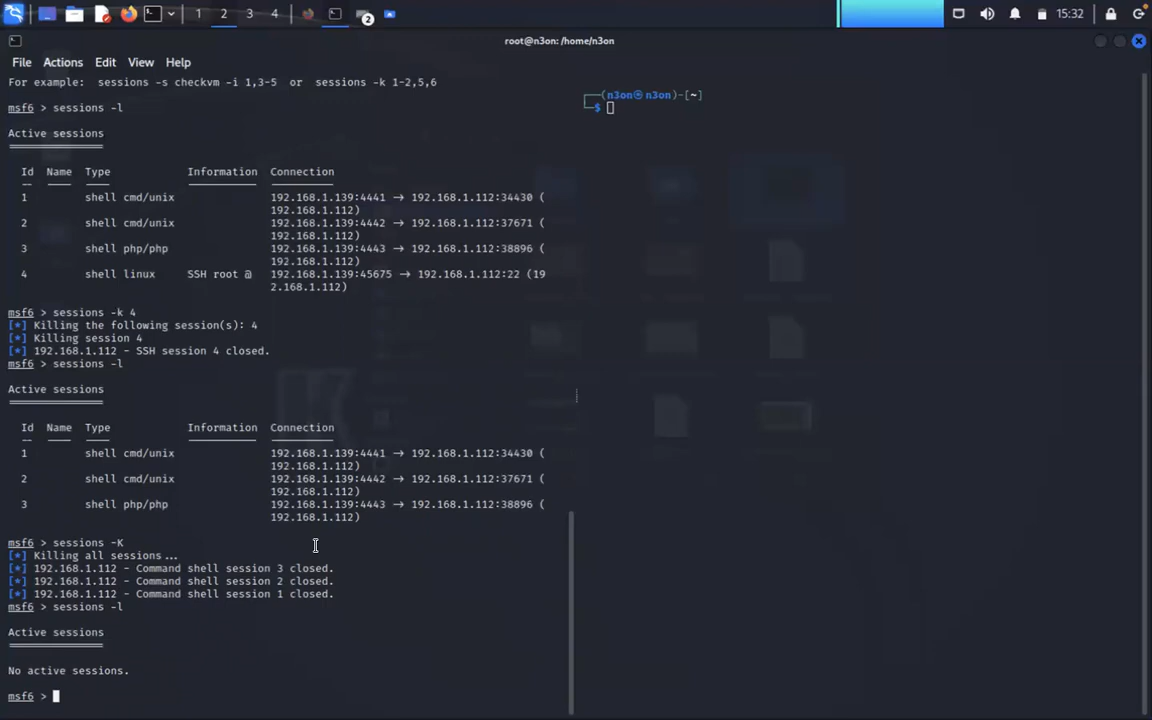 1 2 3 4 2 15:32
root@n3on: /home/n3on
File Actions Edit View Help
For example: sessions -s checkvm -i 1,3-5 or sessions -k 1-2,5,6
msf6 > sessions -l
Active sessions
===============
Id Name Type Information Connection
-- ---- ---- ----------- ----------
1 shell cmd/unix 192.168.1.139:4441 → 192.168.1.112:34430 (
192.168.1.112)
2 shell cmd/unix 192.168.1.139:4442 → 192.168.1.112:37671 (
192.168.1.112)
3 shell php/php 192.168.1.139:4443 → 192.168.1.112:38896 (
192.168.1.112)
4 shell linux SSH root @ 192.168.1.139:45675 → 192.168.1.112:22 (19
2.168.1.112)
msf6 > sessions -k 4
[*] Killing the following session(s): 4
[*] Killing session 4
[*] 192.168.1.112 - SSH session 4 closed.
msf6 > sessions -l
Active sessions
===============
Id Name Type Information Connection
-- ---- ---- ----------- ----------
1 shell cmd/unix 192.168.1.139:4441 → 192.168.1.112:34430 (
192.168.1.112)
2 shell cmd/unix 192.168.1.139:4442 → 192.168.1.112:37671 (
192.168.1.112)
3 shell php/php 192.168.1.139:4443 → 192.168.1.112:38896 (
192.168.1.112)
msf6 > sessions -K
[*] Killing all sessions...
[*] 192.168.1.112 - Command shell session 3 closed.
[*] 192.168.1.112 - Command shell session 2 closed.
[*] 192.168.1.112 - Command shell session 1 closed.
msf6 > sessions -l
Active sessions
===============
No active sessions.
msf6 >
┌──(n3on㉿n3on)-[~]
└─$